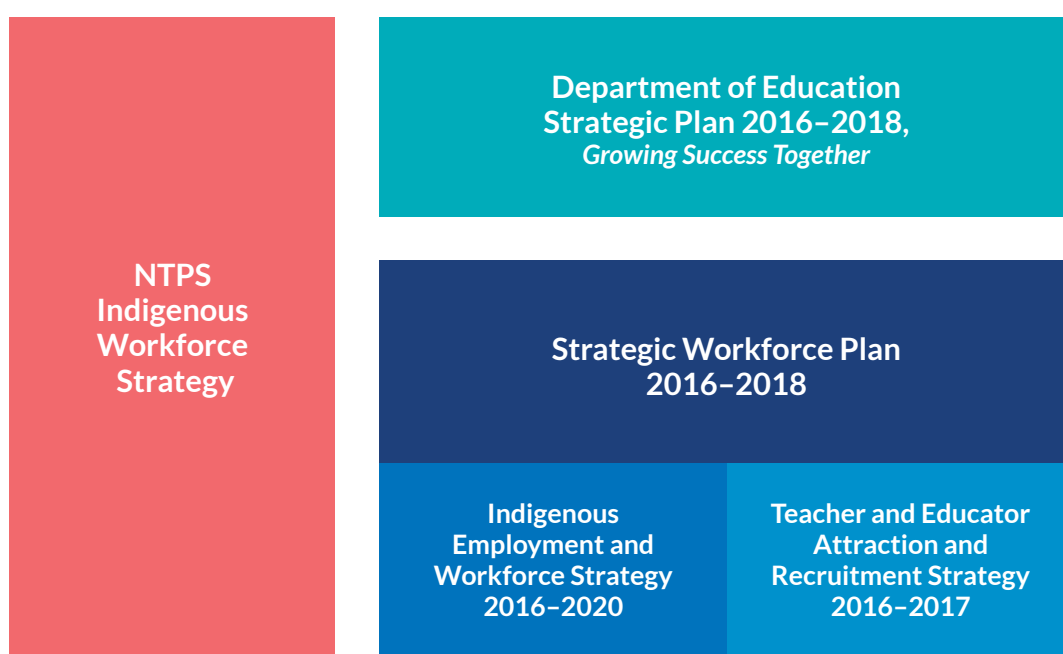 NTPS
Indigenous
Workforce
Strategy
Department of Education
Strategic Plan 2016–2018,
Growing Success Together
Strategic Workforce Plan
2016–2018
Indigenous
Employment and
Workforce Strategy
2016–2020
Teacher and Educator
Attraction and
Recruitment Strategy
2016–2017